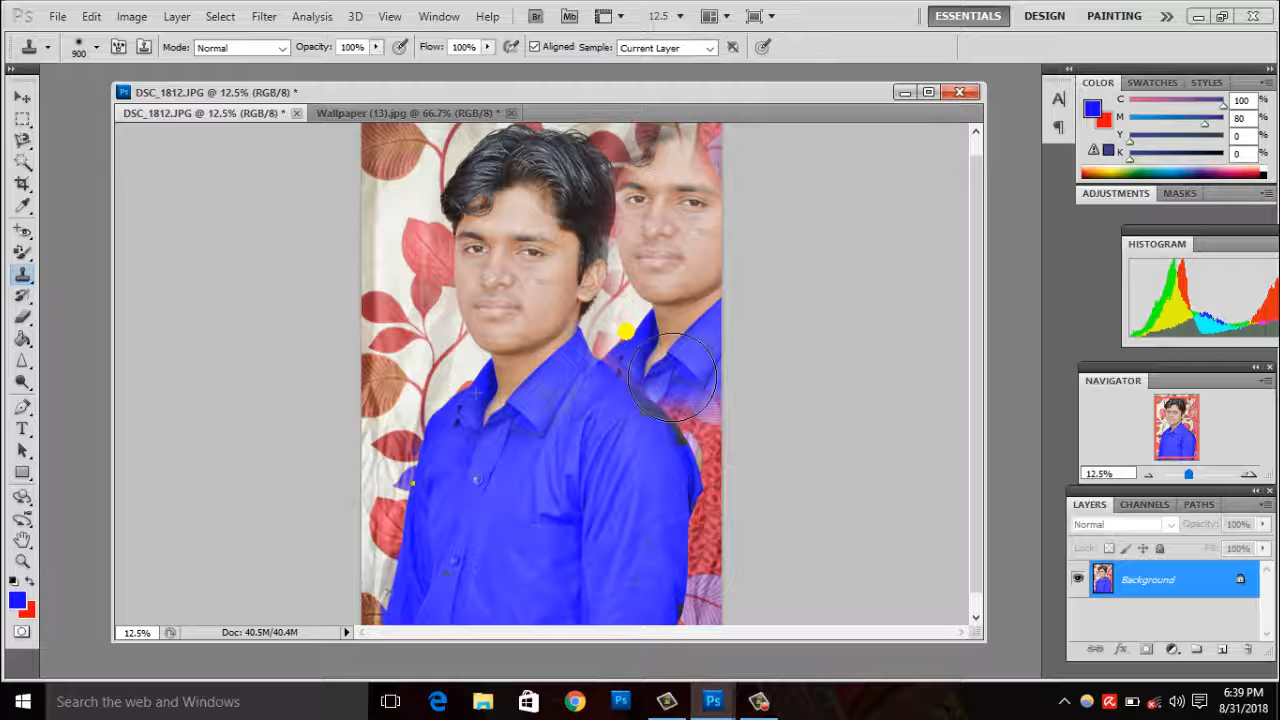 Ps File Edit Image Layer Select Filter Analysis 3D View Window Help Br Mb 12.5 ESSENTIALS DESIGN PAINTING
900 Mode: Normal Opacity: 100% Flow: 100% Aligned Sample: Current Layer
Ps DSC_1812.JPG @ 12.5% (RGB/8) *
DSC_1812.JPG @ 12.5% (RGB/8) * Wallpaper (13).jpg @ 66.7% (RGB/8) *
COLOR SWATCHES STYLES
C 100 %
M 80 %
Y 0 %
K 0 %
ADJUSTMENTS MASKS
HISTOGRAM
NAVIGATOR
12.5%
LAYERS CHANNELS PATHS
Normal Opacity: 100%
Lock: Fill: 100%
Background
12.5% Doc: 40.5M/40.4M
Search the web and Windows
Ps Ps
6:39 PM
8/31/2018